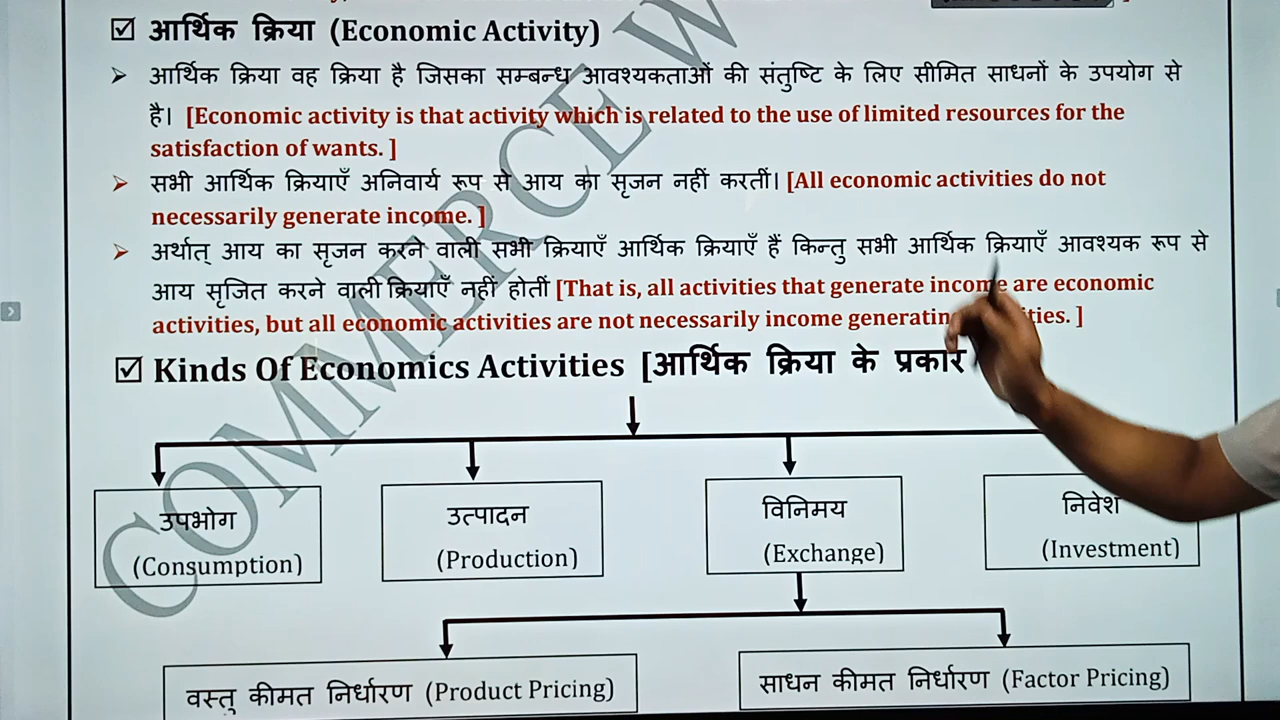 ☑ आर्थिक क्रिया (Economic Activity)
➢ आर्थिक क्रिया वह क्रिया है जिसका सम्बन्ध आवश्यकताओं की संतुष्टि के लिए सीमित साधनों के उपयोग से
है। [Economic activity is that activity which is related to the use of limited resources for the
satisfaction of wants. ]
➢ सभी आर्थिक क्रियाएँ अनिवार्य रूप से आय का सृजन नहीं करतीं। [All economic activities do not
necessarily generate income. ]
➢ अर्थात् आय का सृजन करने वाली सभी क्रियाएँ आर्थिक क्रियाएँ हैं किन्तु सभी आर्थिक क्रियाएँ आवश्यक रूप से
आय सृजित करने वाली क्रियाएँ नहीं होतीं [That is, all activities that generate income are economic
activities, but all economic activities are not necessarily income
☑ Kinds Of Economics Activities [आर्थिक क्रिया के प्रकार
उपभोग
(Consumption)
उत्पादन
(Production)
विनिमय
(Exchange)
निवेश
(Investment)
वस्तु कीमत निर्धारण (Product Pricing)
साधन कीमत निर्धारण (Factor Pricing)
COMMERCE W